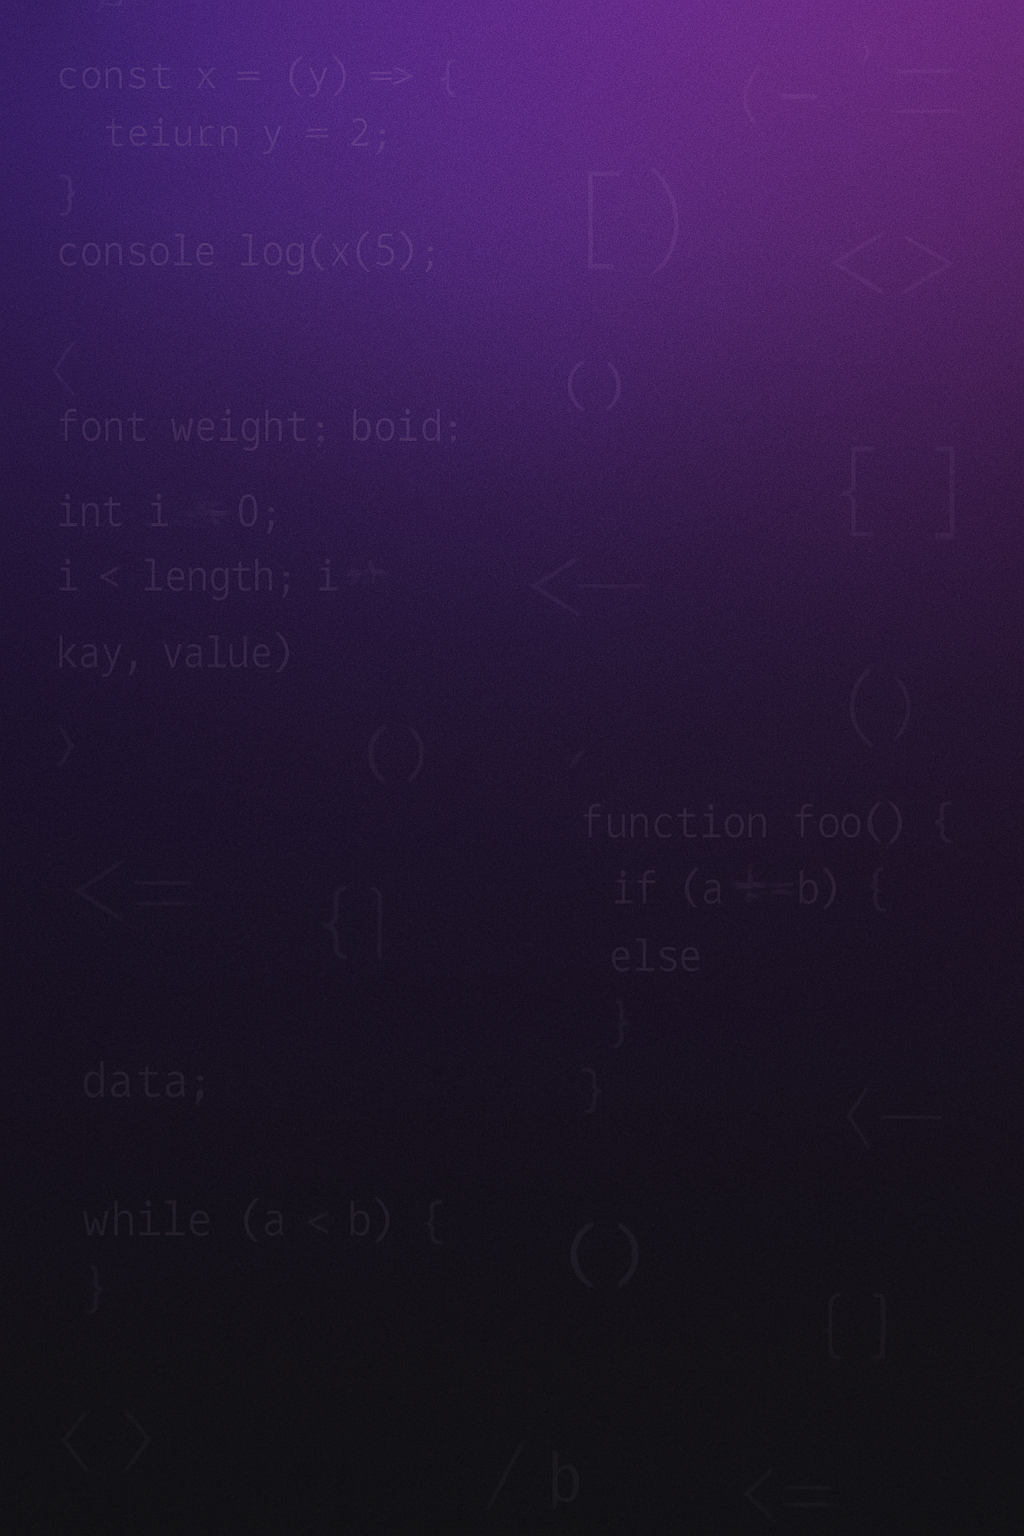 const x = (y) => {
teiurn y = 2;
}
console log(x(5);
( -
=
[ )
< >
<
( )
font weight: boid:
{ [ ]
int i = 0;
i < length; i
<—
kay, value)
( )
>
( )
function foo() {
<=
{ |
if (a b) {
else
}
data;
}
<—
while (a < b) {
( )
}
[ ]
< >
/ b
<=